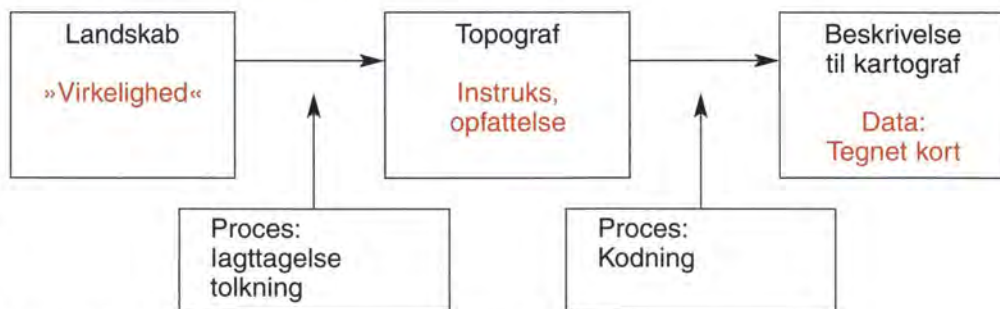 Landskab
»Virkelighed«
Topograf
Instruks,
opfattelse
Beskrivelse
til kartograf
Data:
Tegnet kort
Proces:
Iagttagelse
tolkning
Proces:
Kodning